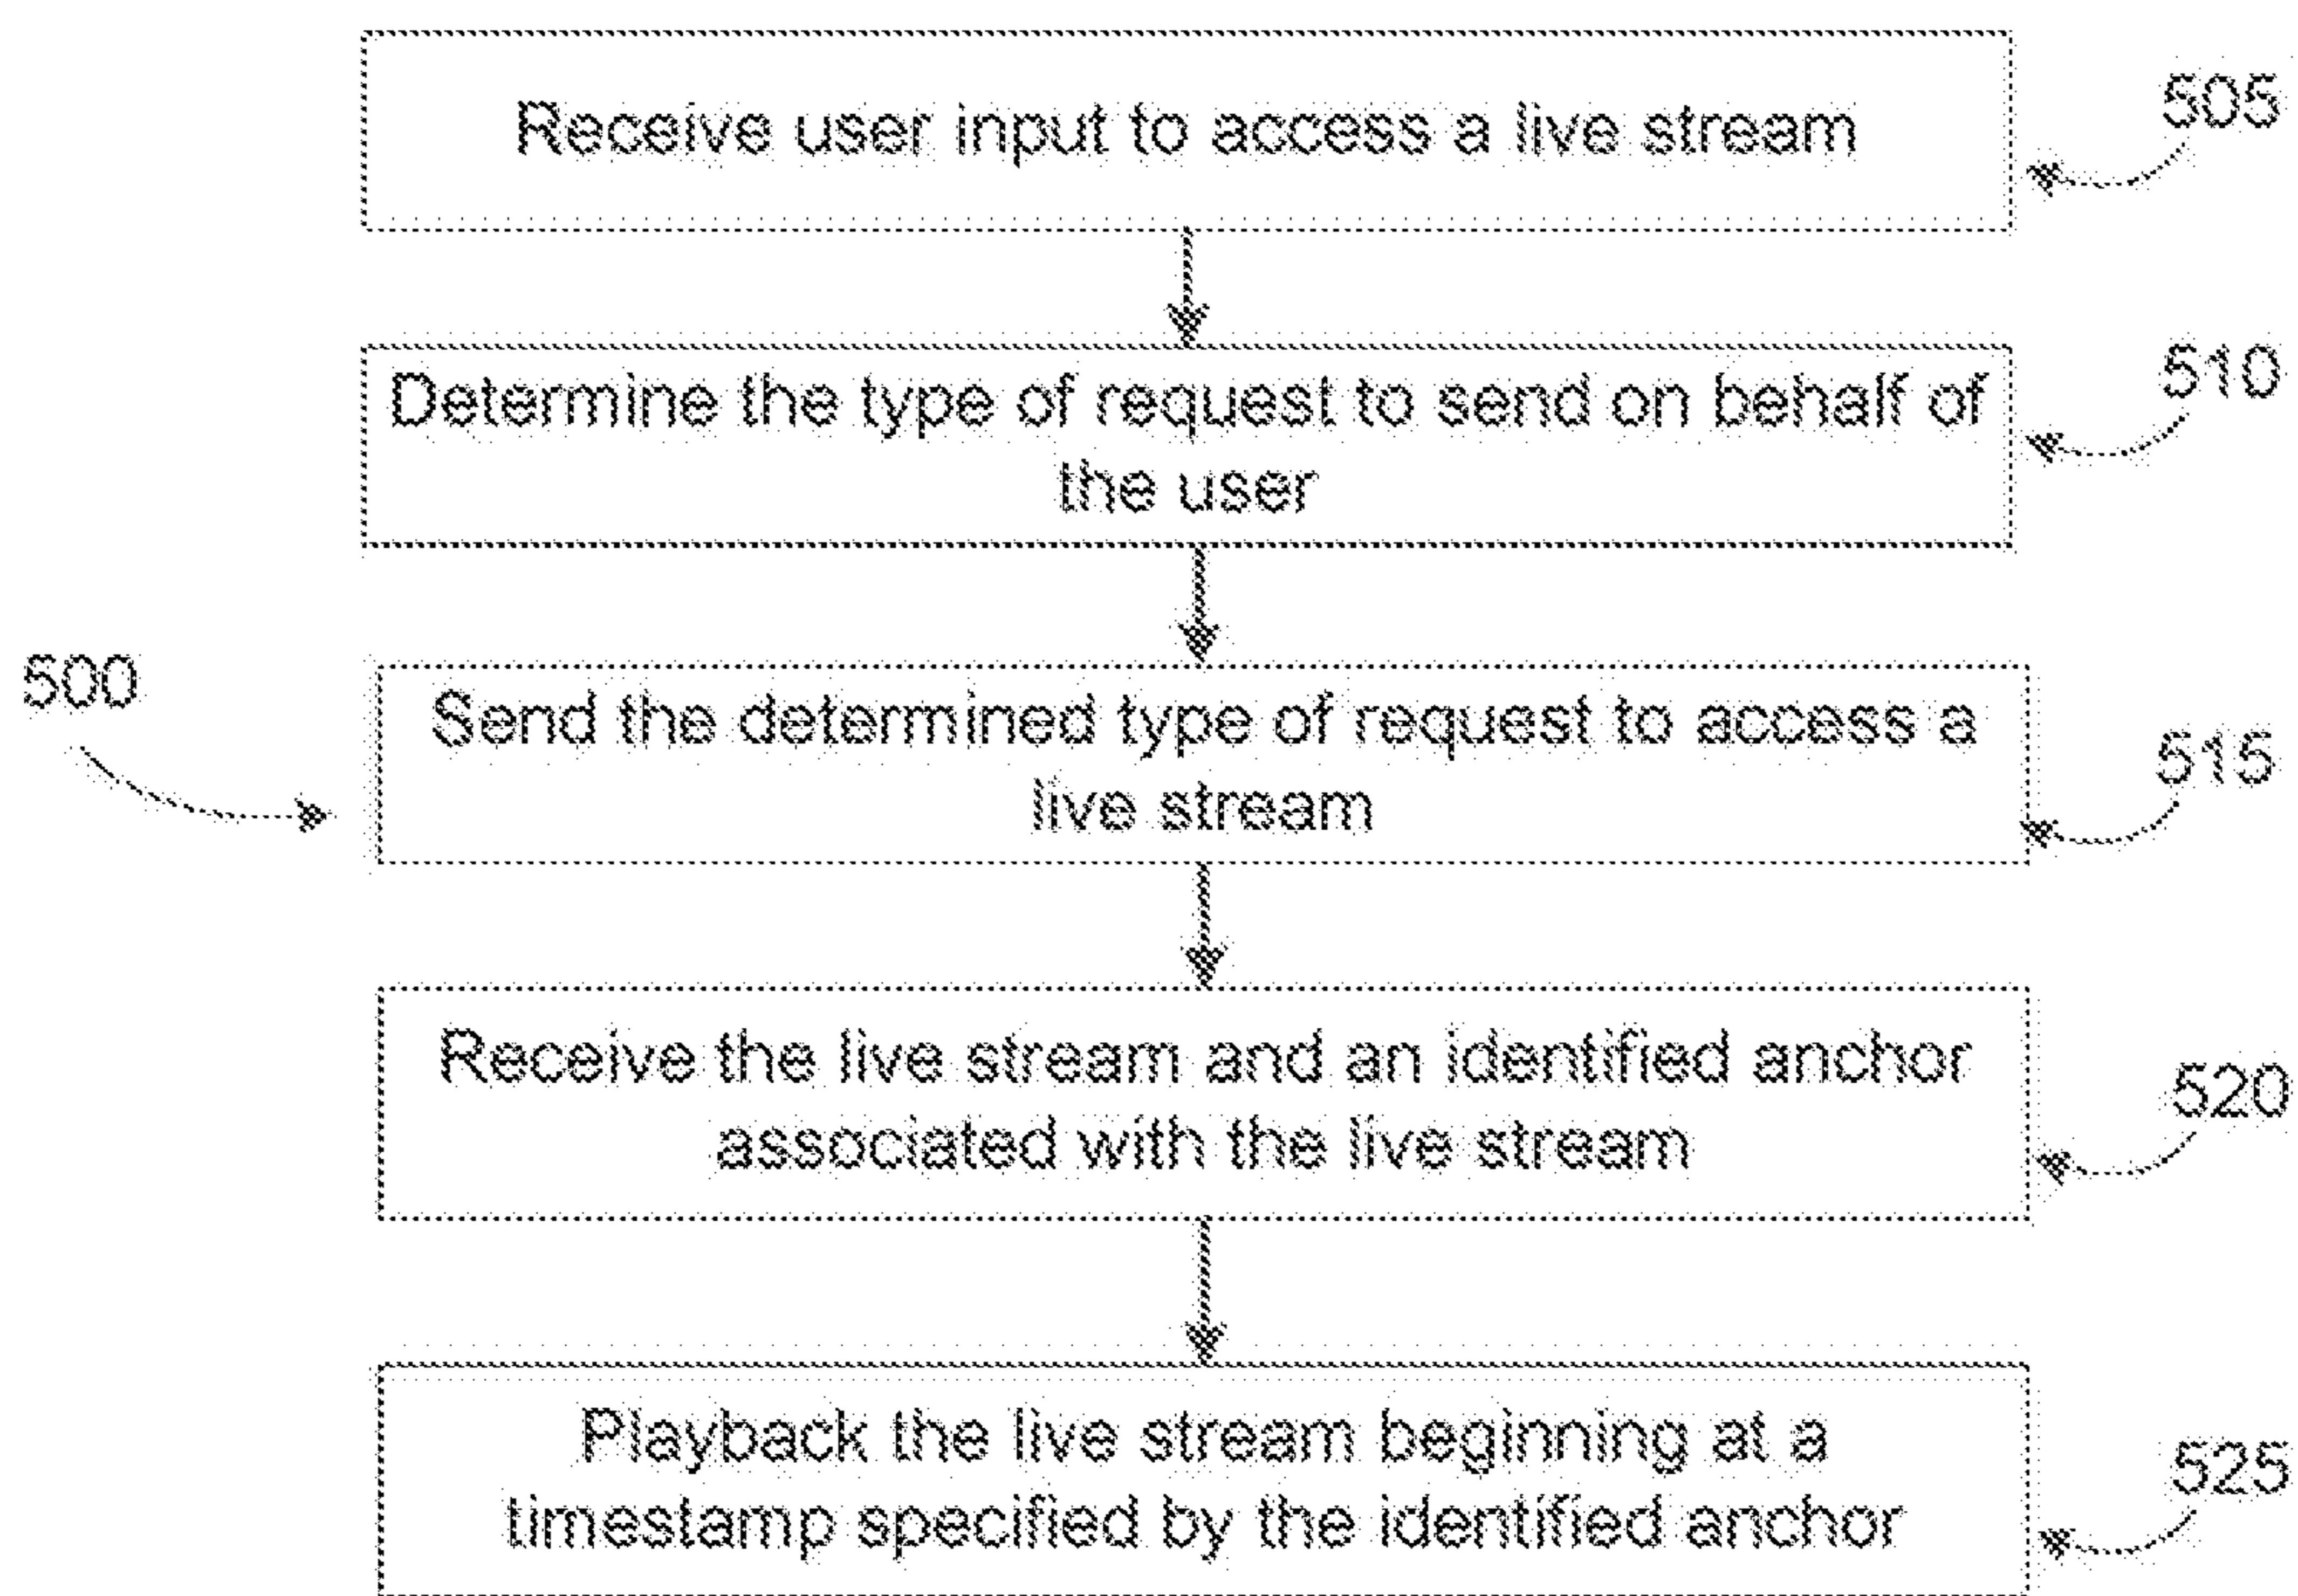 Receive user input to access a live stream
505
Determine the type of request to send on behalf of
the user
510
500
Send the determined type of request to access a
live stream
515
Receive the live stream and an identified anchor
associated with the live stream
520
Playback the live stream beginning at a
timestamp specified by the identified anchor
525